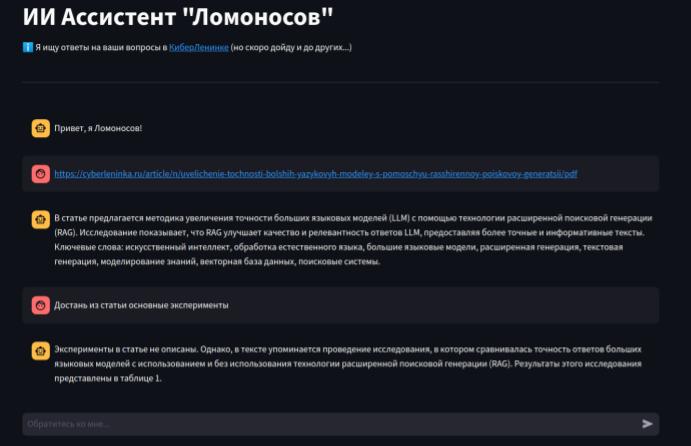 ИИ Ассистент "Ломоносов"
Я ищу ответы на ваши вопросы в КиберЛенинке (но скоро дойду и до других...)
Привет, я Ломоносов!
https://cyberleninka.ru/article/n/uvelichenie-tochnosti-bolshih-yazykovyh-modeley-s-pomoschyu-rasshirennoy-poiskovoy-generatsii/pdf
В статье предлагается методика увеличения точности больших языковых моделей (LLM) с помощью технологии расширенной поисковой генерации
(RAG). Исследование показывает, что RAG улучшает качество и релевантность ответов LLM, предоставляя более точные и информативные тексты.
Ключевые слова: искусственный интеллект, обработка естественного языка, большие языковые модели, расширенная генерация, текстовая
генерация, моделирование знаний, векторная база данных, поисковые системы.
Достань из статьи основные эксперименты
Эксперименты в статье не описаны. Однако, в тексте упоминается проведение исследования, в котором сравнивалась точность ответов больших
языковых моделей с использованием и без использования технологии расширенной поисковой генерации (RAG). Результаты этого исследования
представлены в таблице 1.
Обратитесь ко мне...